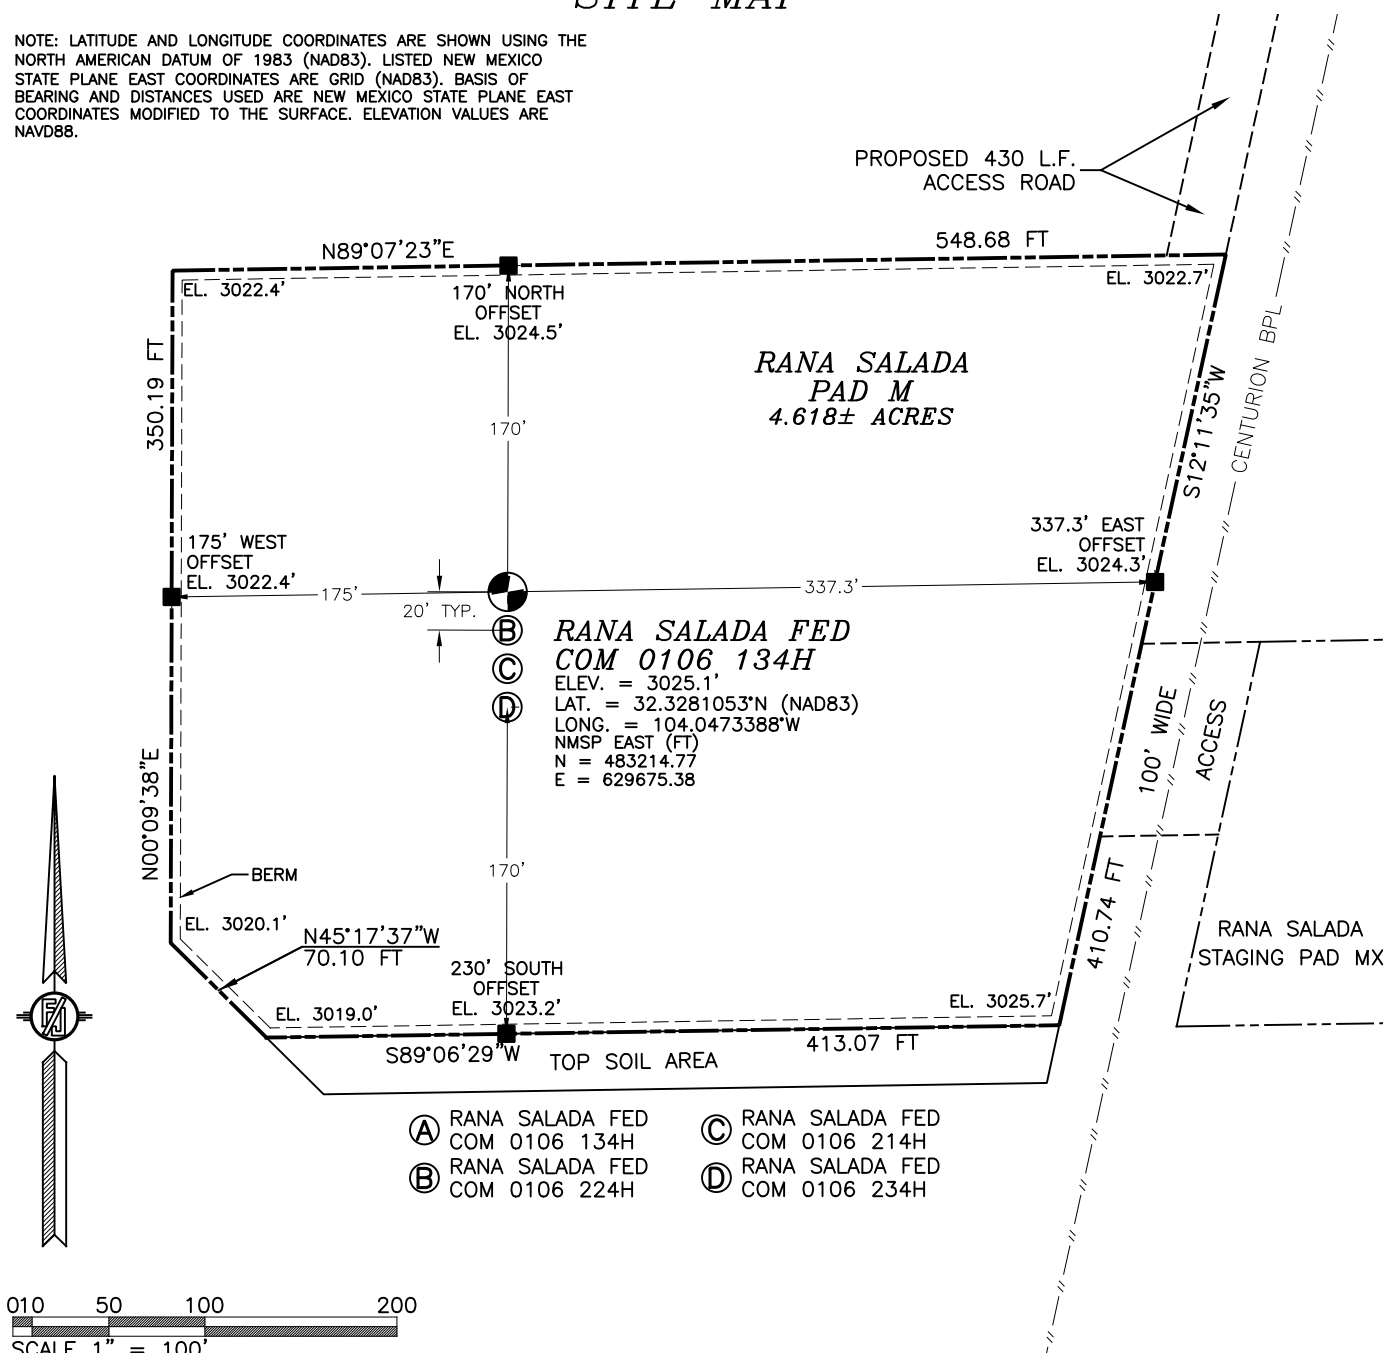 SITE MAP
NOTE: LATITUDE AND LONGITUDE COORDINATES ARE SHOWN USING THE
NORTH AMERICAN DATUM OF 1983 (NAD83). LISTED NEW MEXICO
STATE PLANE EAST COORDINATES ARE GRID (NAD83). BASIS OF
BEARING AND DISTANCES USED ARE NEW MEXICO STATE PLANE EAST
COORDINATES MODIFIED TO THE SURFACE. ELEVATION VALUES ARE
NAVD88.
PROPOSED 430 L.F.
ACCESS ROAD
N89°07'23"E
548.68 FT
EL. 3022.4'
170' NORTH
OFFSET
EL. 3024.5'
EL. 3022.7'
350.19 FT
RANA SALADA
PAD M
4.618± ACRES
170'
S12°11'35"W
CENTURION BPL
175' WEST
OFFSET
EL. 3022.4'
337.3' EAST
OFFSET
EL. 3024.3'
175'
337.3'
20' TYP.
B
C
D
RANA SALADA FED
COM 0106 134H
ELEV. = 3025.1'
LAT. = 32.3281053°N (NAD83)
LONG. = 104.0473388°W
NMSP EAST (FT)
N = 483214.77
E = 629675.38
100' WIDE
ACCESS
N00°09'38"E
170'
BERM
EL. 3020.1'
N45°17'37"W
70.10 FT
230' SOUTH
OFFSET
EL. 3023.2'
EL. 3019.0'
EL. 3025.7'
410.74 FT
RANA SALADA
STAGING PAD MX
S89°06'29"W
413.07 FT
TOP SOIL AREA
FJ
A RANA SALADA FED
COM 0106 134H
C RANA SALADA FED
COM 0106 214H
B RANA SALADA FED
COM 0106 224H
D RANA SALADA FED
COM 0106 234H
010 50 100 200
SCALE 1" = 100'